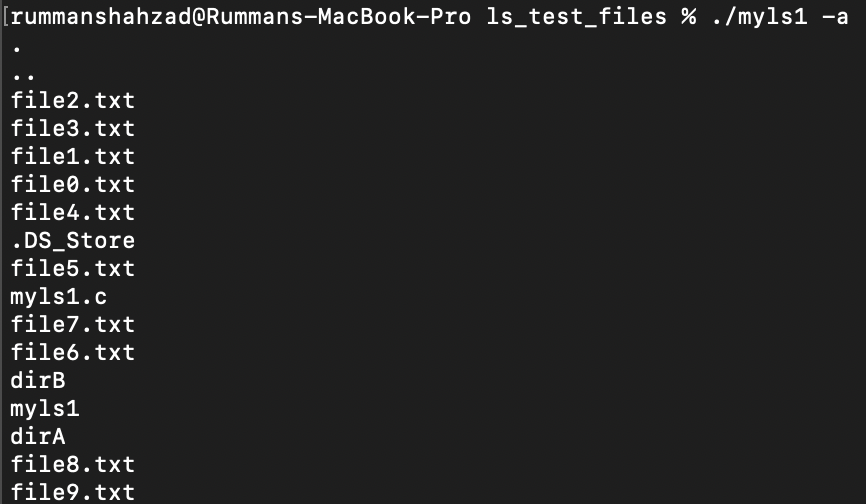 [rummanshahzad@Rummans-MacBook-Pro ls_test_files % ./myls1 -a
.
..
file2.txt
file3.txt
file1.txt
file0.txt
file4.txt
.DS_Store
file5.txt
myls1.c
file7.txt
file6.txt
dirB
myls1
dirA
file8.txt
file9.txt